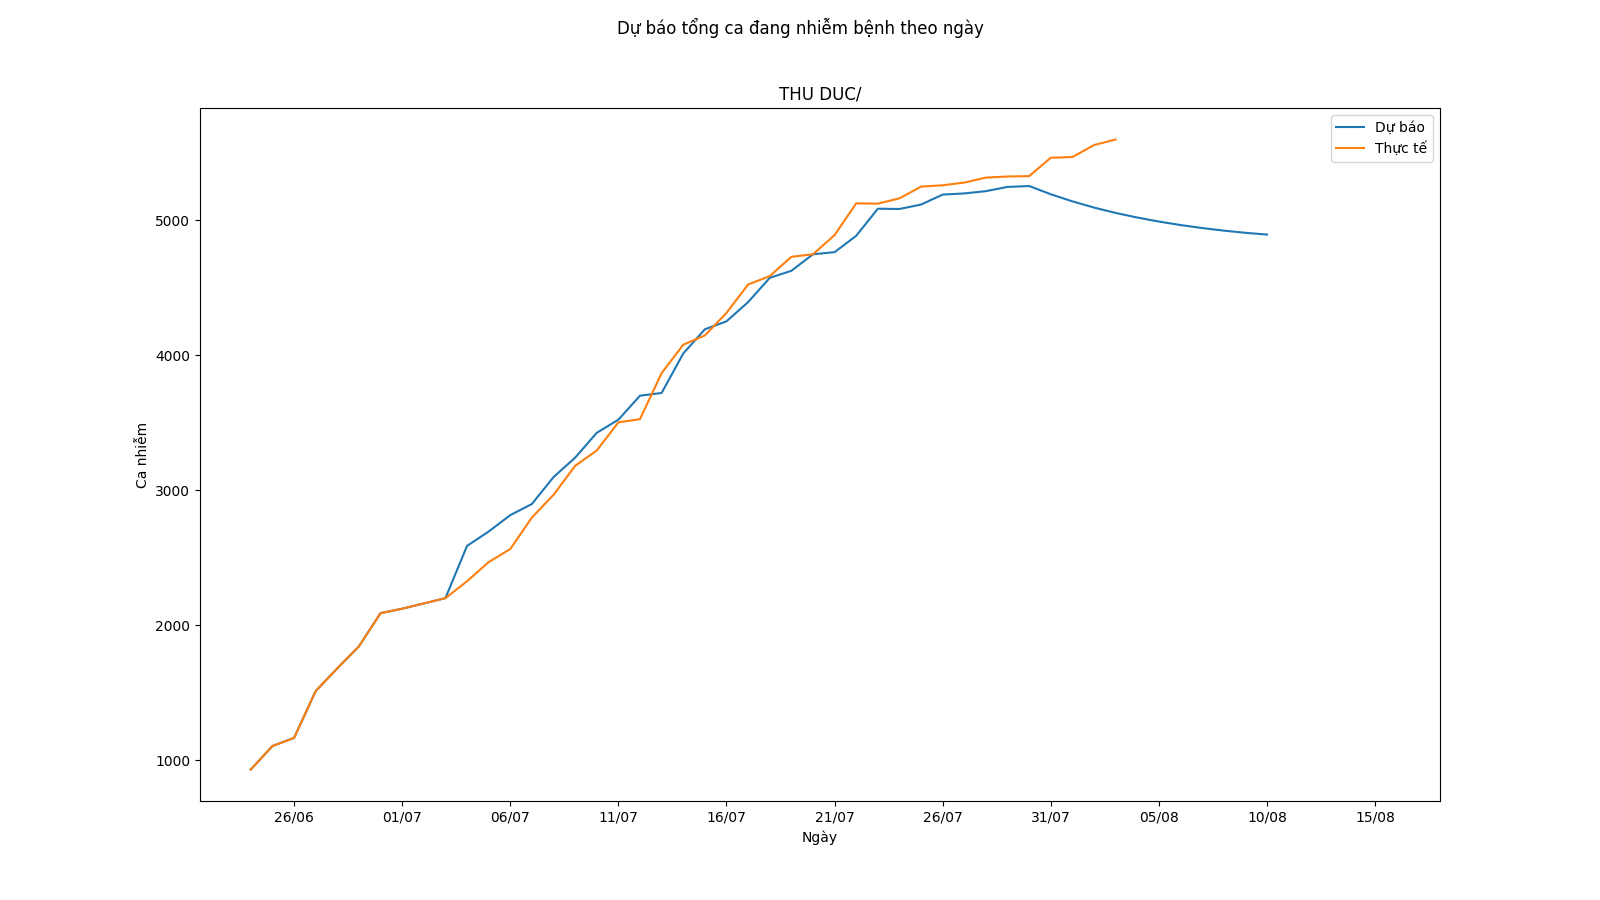 Dự báo tổng ca đang nhiễm bệnh theo ngày
THU DUC/
Dự báo
Thực tế
5000
4000
3000
2000
1000
Ca nhiễm
26/06
01/07
06/07
11/07
16/07
21/07
26/07
31/07
05/08
10/08
15/08
Ngày